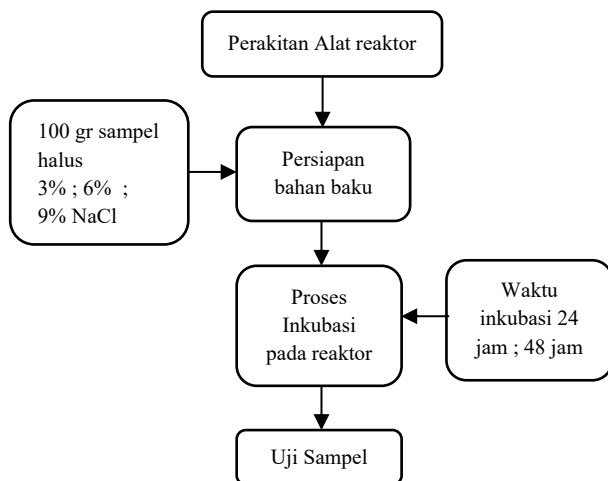 Perakitan Alat reaktor
100 gr sampel
halus
3% ; 6%  ;
9% NaCl
Persiapan
bahan baku
Proses
Inkubasi
pada reaktor
Waktu
inkubasi 24
jam ; 48 jam
Uji Sampel